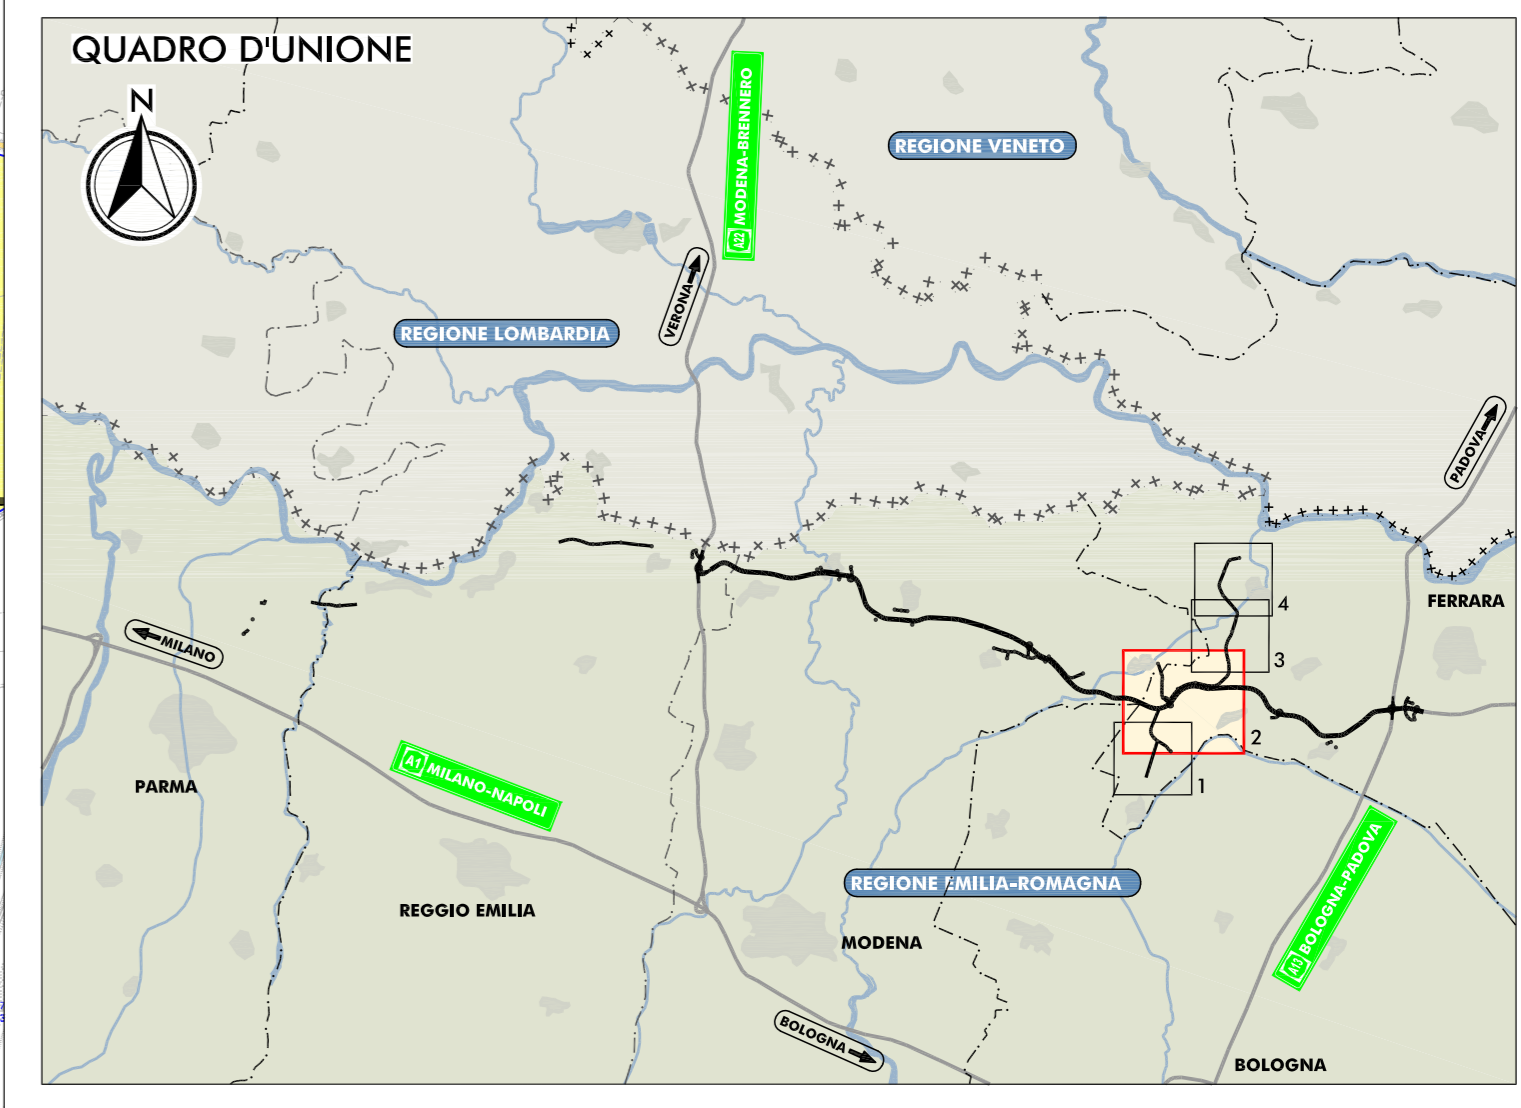 QUADRO D'UNIONE
N
A22 MODENA-BRENNERO
REGIONE VENETO
VERONA
REGIONE LOMBARDIA
PADOVA
FERRARA
4
MILANO
3
2
PARMA
1
A1 MILANO-NAPOLI
A13 BOLOGNA-PADOVA
REGIONE EMILIA-ROMAGNA
REGGIO EMILIA
MODENA
BOLOGNA
BOLOGNA